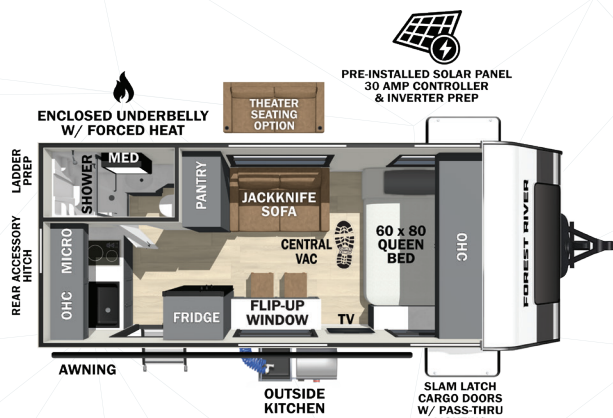 PRE-INSTALLED SOLAR PANEL
30 AMP CONTROLLER
& INVERTER PREP
THEATER
SEATING
OPTION
ENCLOSED UNDERBELLY
W/ FORCED HEAT
LADDER
PREP
SHOWER
MED
PANTRY
JACKKNIFE
SOFA
CENTRAL
VAC
60 x 80
QUEEN
BED
OHC
FOREST RIVER
REAR ACCESSORY
HITCH
MICRO
OHC
FRIDGE
FLIP-UP
WINDOW
TV
AWNING
OUTSIDE
KITCHEN
SLAM LATCH
CARGO DOORS
W/ PASS-THRU